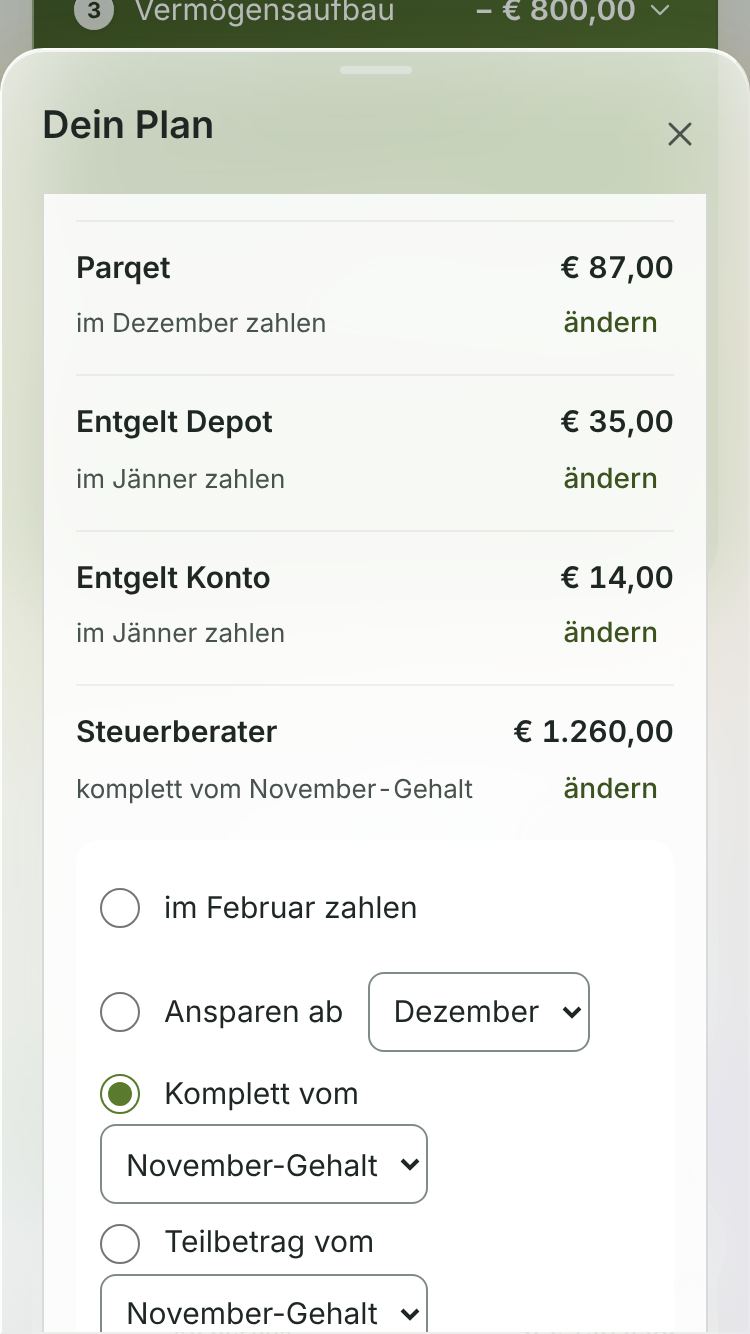 3 Vermögensaufbau – € 800,00
Dein Plan
Parqet € 87,00
im Dezember zahlen ändern
Entgelt Depot € 35,00
im Jänner zahlen ändern
Entgelt Konto € 14,00
im Jänner zahlen ändern
Steuerberater € 1.260,00
komplett vom November-Gehalt ändern
im Februar zahlen
Ansparen ab Dezember
Komplett vom
November-Gehalt
Teilbetrag vom
November-Gehalt